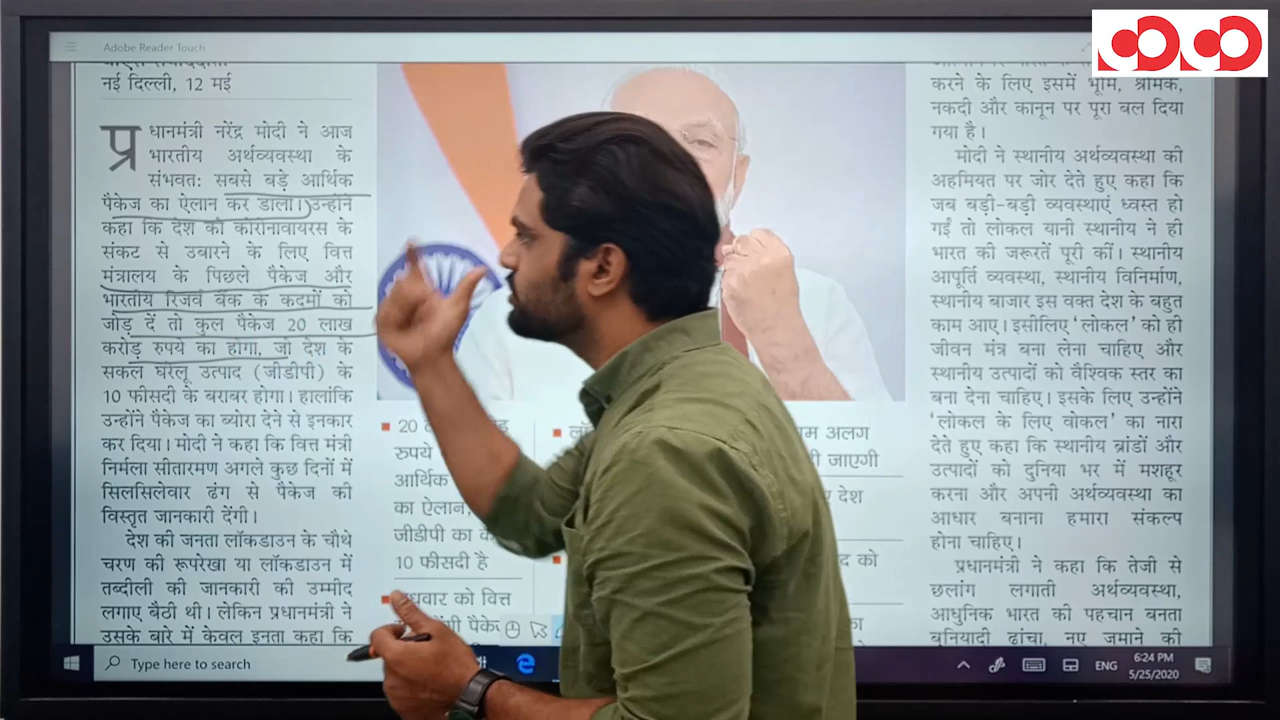 Adobe Reader Touch
नई दिल्ली, 12 मई
प्रधानमंत्री नरेंद्र मोदी ने आज
भारतीय अर्थव्यवस्था के
संभवत: सबसे बड़े आर्थिक
पैकेज का ऐलान कर डाला। उन्होंने
कहा कि देश को कोरोनावायरस के
संकट से उबारने के लिए वित्त
मंत्रालय के पिछले पैकेज और
भारतीय रिजर्व बैंक के कदमों को
जोड़ दें तो कुल पैकेज 20 लाख
करोड़ रुपये का होगा, जो देश के
सकल घरेलू उत्पाद (जीडीपी) के
10 फीसदी के बराबर होगा। हालांकि
उन्होंने पैकेज का ब्योरा देने से इनकार
कर दिया। मोदी ने कहा कि वित्त मंत्री
निर्मला सीतारमण अगले कुछ दिनों में
सिलसिलेवार ढंग से पैकेज की
विस्तृत जानकारी देंगी।
देश की जनता लॉकडाउन के चौथे
चरण की रूपरेखा या लॉकडाउन में
तब्दीली की जानकारी की उम्मीद
लगाए बैठी थी। लेकिन प्रधानमंत्री ने
उसके बारे में केवल इतना कहा कि
20
रुपये
आर्थिक
का ऐलान,
जीडीपी का
10 फीसदी है
को वित्त
अलग
जाएगी
देश
को
करने के लिए इसमें भूमि, श्रमिक,
नकदी और कानून पर पूरा बल दिया
गया है।
मोदी ने स्थानीय अर्थव्यवस्था की
अहमियत पर जोर देते हुए कहा कि
जब बड़ी-बड़ी व्यवस्थाएं ध्वस्त हो
गईं तो लोकल यानी स्थानीय ने ही
भारत की जरूरतें पूरी कीं। स्थानीय
आपूर्ति व्यवस्था, स्थानीय विनिर्माण,
स्थानीय बाजार इस वक्त देश के बहुत
काम आए। इसीलिए 'लोकल' को ही
जीवन मंत्र बना लेना चाहिए और
स्थानीय उत्पादों को वैश्विक स्तर का
बना देना चाहिए। इसके लिए उन्होंने
'लोकल के लिए वोकल' का नारा
देते हुए कहा कि स्थानीय ब्रांडों और
उत्पादों को दुनिया भर में मशहूर
करना और अपनी अर्थव्यवस्था का
आधार बनाना हमारा संकल्प
होना चाहिए।
प्रधानमंत्री ने कहा कि तेजी से
छलांग लगाती अर्थव्यवस्था,
आधुनिक भारत की पहचान बनता
बुनियादी ढांचा, नए जमाने की
Type here to search
ENG
6:24 PM
5/25/2020